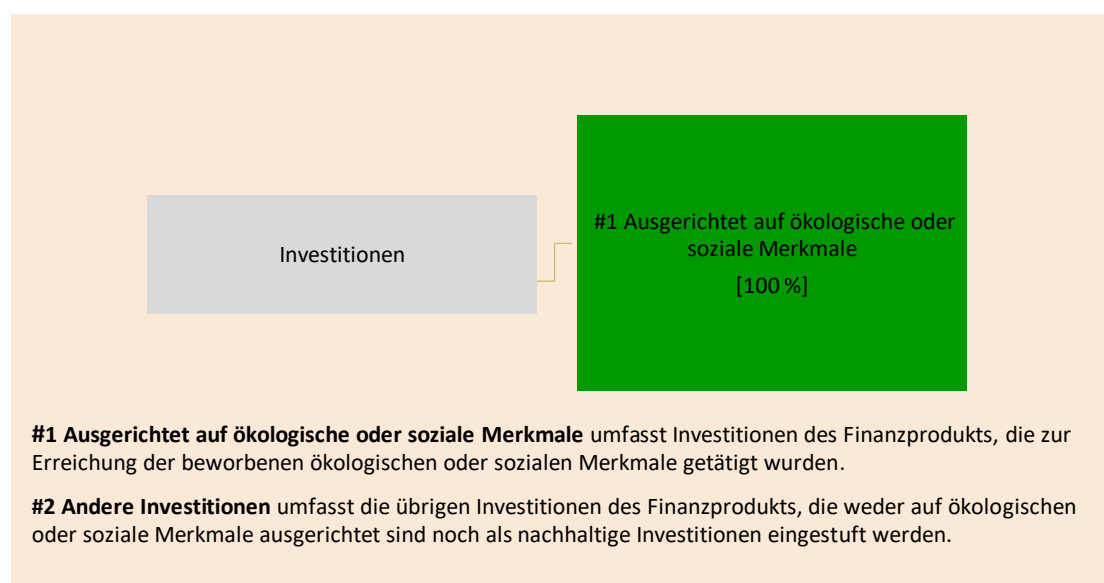 Investitionen
#1 Ausgerichtet auf ökologische oder
soziale Merkmale
[100 %]
#1 Ausgerichtet auf ökologische oder soziale Merkmale umfasst Investitionen des Finanzprodukts, die zur
Erreichung der beworbenen ökologischen oder sozialen Merkmale getätigt wurden.
#2 Andere Investitionen umfasst die übrigen Investitionen des Finanzprodukts, die weder auf ökologischen
oder soziale Merkmale ausgerichtet sind noch als nachhaltige Investitionen eingestuft werden.